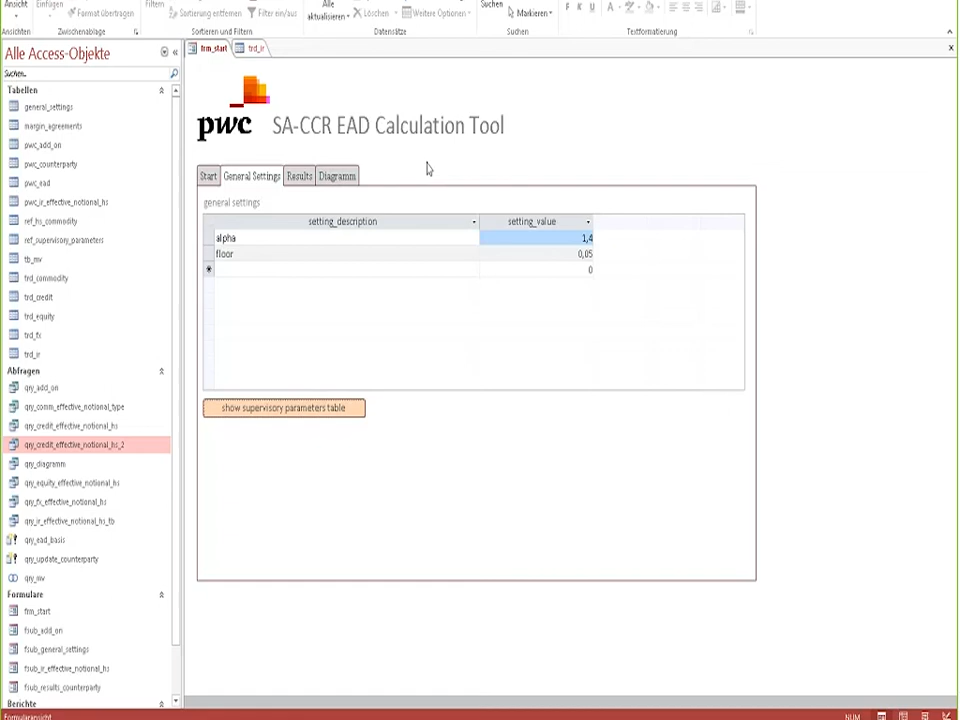 Ansicht
Ansichten
Einfügen
Format übertragen
Zwischenablage
Filtern
Sortierung entfernen
Filter ein/aus
Sortieren und Filtern
Alle
aktualisieren
Löschen
Weitere Optionen
Datensätze
Suchen
Markieren
Suchen
F K U
A
Textformatierung
Alle Access-Objekte
Suchen...
Tabellen
general_settings
margin_agreements
pwc_add_on
pwc_counterparty
pwc_ead
pwc_ir_effective_notional_hs
ref_hs_commodity
ref_supervisory_parameters
tb_mv
trd_commodity
trd_credit
trd_equity
trd_fx
trd_ir
Abfragen
qry_add_on
qry_comm_effective_notional_type
qry_credit_effective_notional_hs
qry_credit_effective_notional_hs_2
qry_diagramm
qry_equity_effective_notional_hs
qry_fx_effective_notional_hs
qry_ir_effective_notional_hs_tb
qry_ead_basis
qry_update_counterparty
qry_mv
Formulare
frm_start
fsub_add_on
fsub_general_settings
fsub_ir_effective_notional_hs
fsub_results_counterparty
Berichte
frm_start
trd_ir
pwc SA-CCR EAD Calculation Tool
Start General Settings Results Diagramm
general settings
setting_description setting_value
alpha 1,4
floor 0,05
0
show supervisory parameters table
Formularansicht
NUM